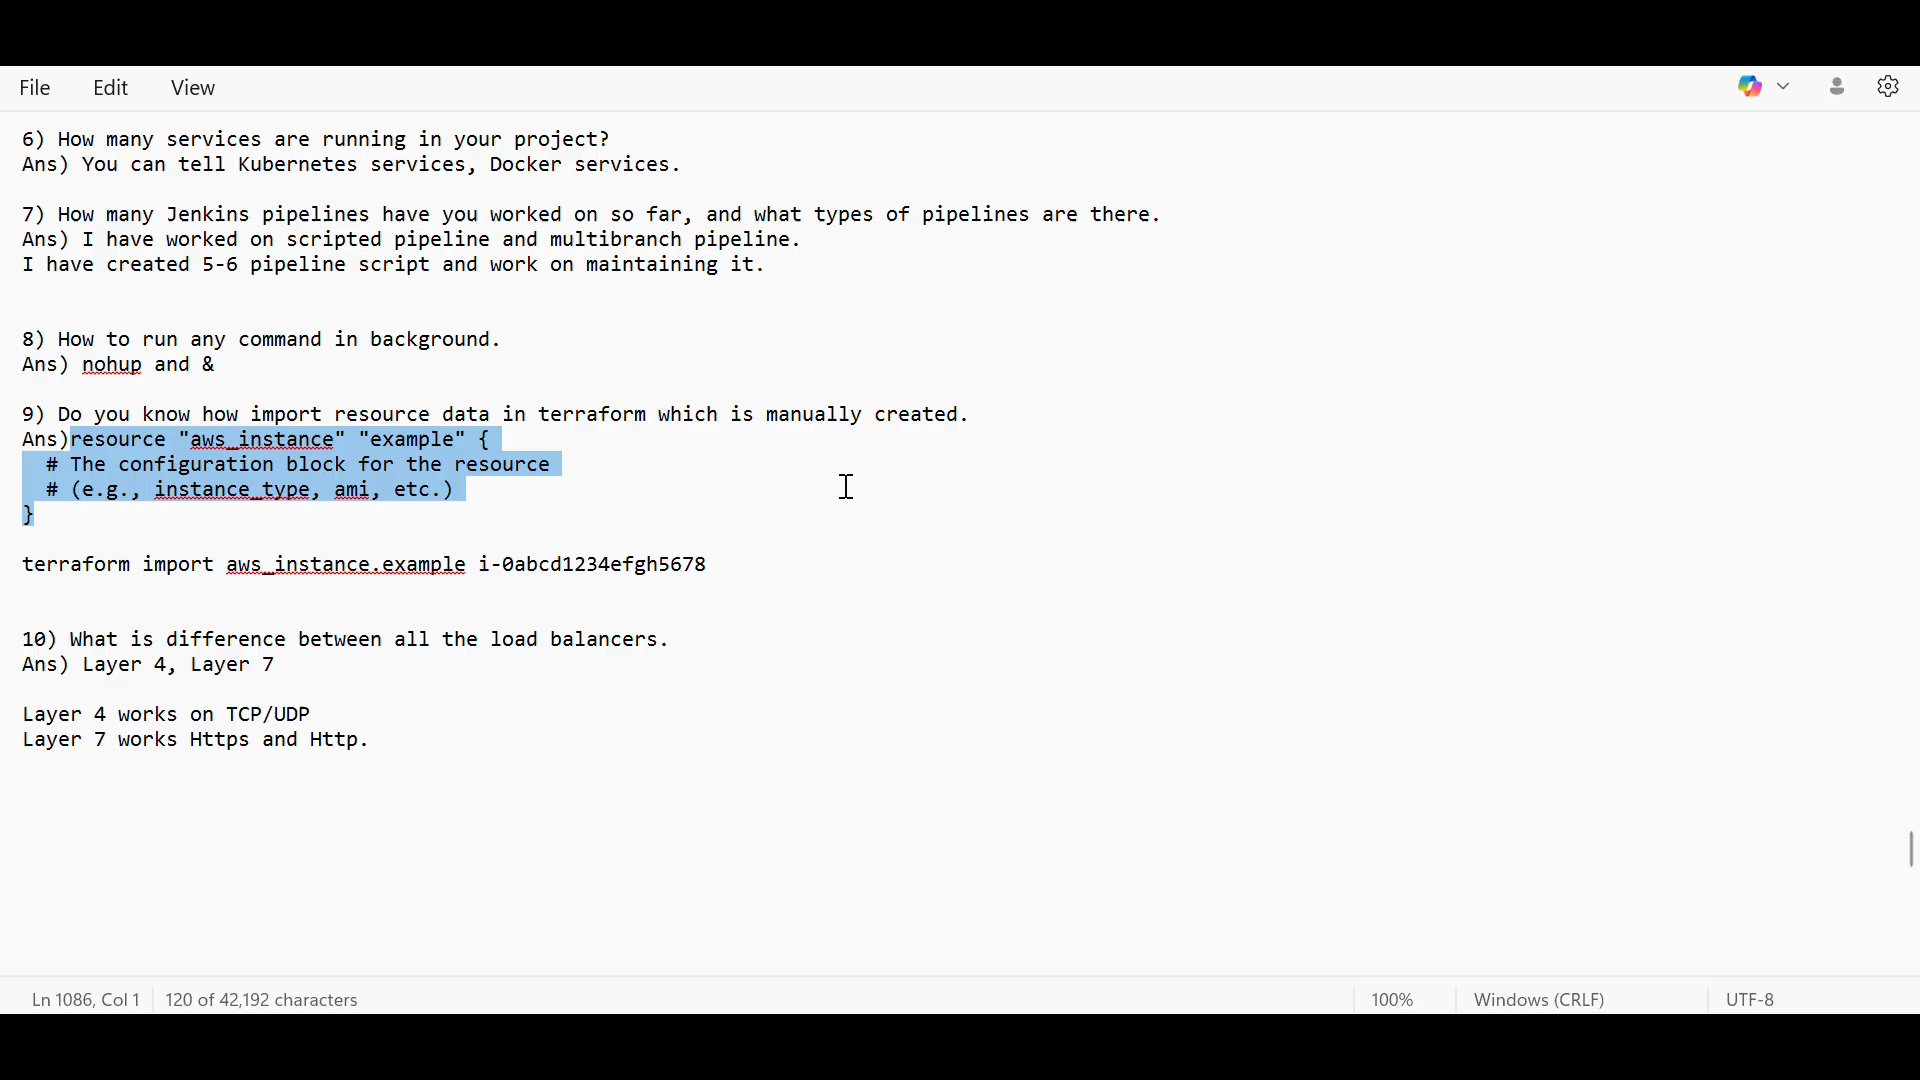 File Edit View
6) How many services are running in your project?
Ans) You can tell Kubernetes services, Docker services.
7) How many Jenkins pipelines have you worked on so far, and what types of pipelines are there.
Ans) I have worked on scripted pipeline and multibranch pipeline.
I have created 5-6 pipeline script and work on maintaining it.
8) How to run any command in background.
Ans) nohup and &
9) Do you know how import resource data in terraform which is manually created.
Ans)resource "aws_instance" "example" {
  # The configuration block for the resource
  # (e.g., instance_type, ami, etc.)
}
terraform import aws_instance.example i-0abcd1234efgh5678
10) What is difference between all the load balancers.
Ans) Layer 4, Layer 7
Layer 4 works on TCP/UDP
Layer 7 works Https and Http.
Ln 1086, Col 1 120 of 42,192 characters 100% Windows (CRLF) UTF-8